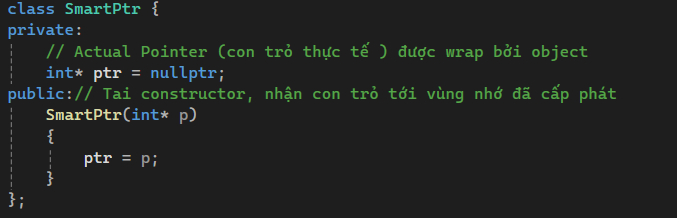 class SmartPtr {
private:
    // Actual Pointer (con trỏ thực tế ) được wrap bởi object
    int* ptr = nullptr;
public:// Tai constructor, nhận con trỏ tới vùng nhớ đã cấp phát
    SmartPtr(int* p)
    {
        ptr = p;
    }
};